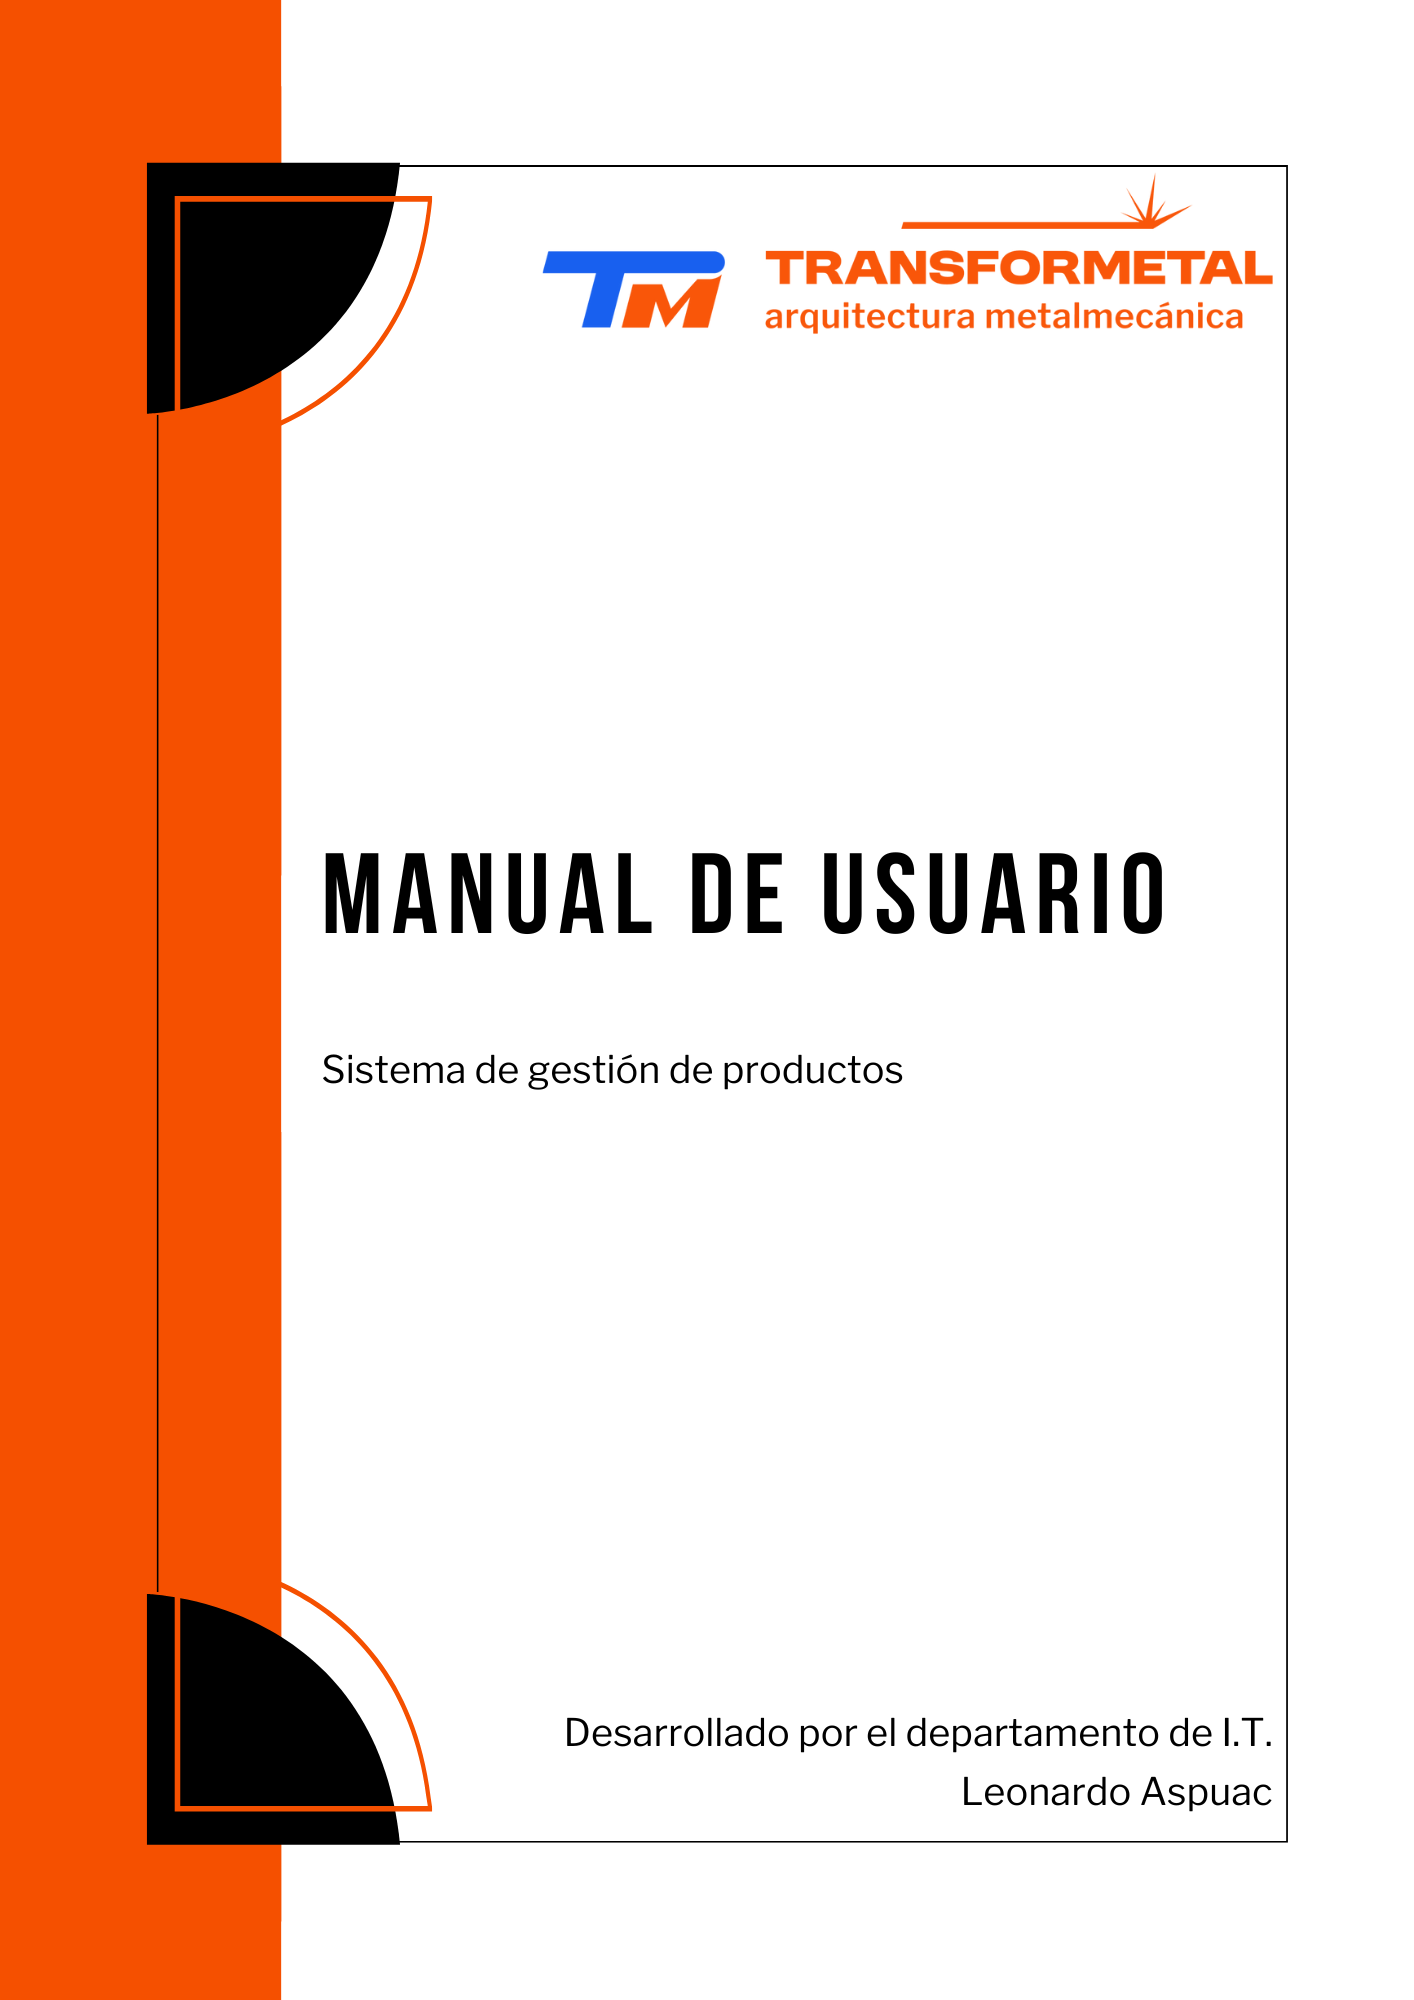 TM
TRANSFORMETAL
arquitectura metalmecánica
MANUAL DE USUARIO
Sistema de gestión de productos
Desarrollado por el departamento de I.T.
Leonardo Aspuac